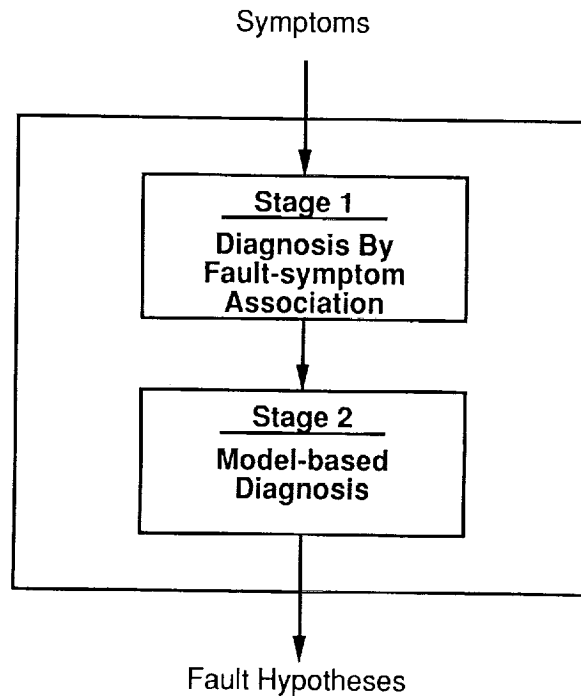 Symptoms
Stage 1
Diagnosis By
Fault-symptom
Association
Stage 2
Model-based
Diagnosis
Fault Hypotheses